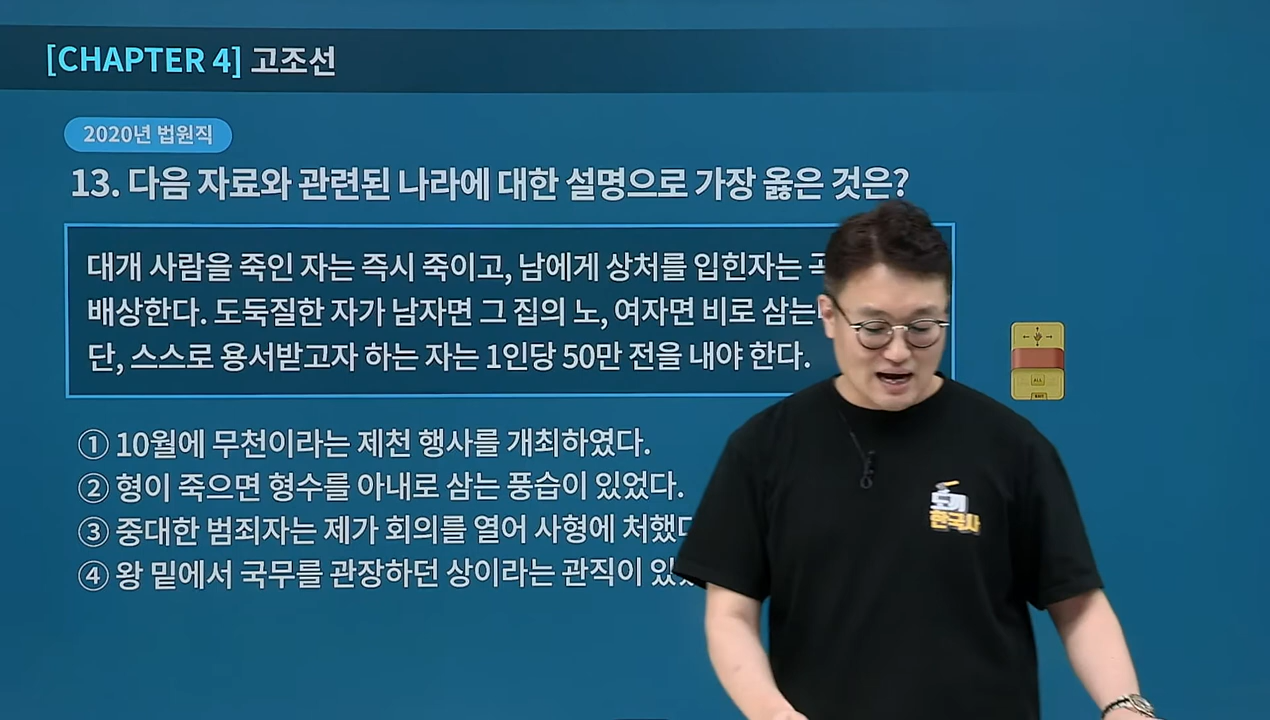 [CHAPTER 4] 고조선
2020년 법원직
13. 다음 자료와 관련된 나라에 대한 설명으로 가장 옳은 것은?
대개 사람을 죽인 자는 즉시 죽이고, 남에게 상처를 입힌자는
배상한다. 도둑질한 자가 남자면 그 집의 노, 여자면 비로
단, 스스로 용서받고자 하는 자는 1인당 50만 전을 내야 한다.
① 10월에 무천이라는 제천 행사를 개최하였다.
② 형이 죽으면 형수를 아내로 삼는 풍습이 있었다.
③ 중대한 범죄자는 제가 회의를 열어 사형에
④ 왕 밑에서 국무를 관장하던 상이라는 관직이
ALL
한국사